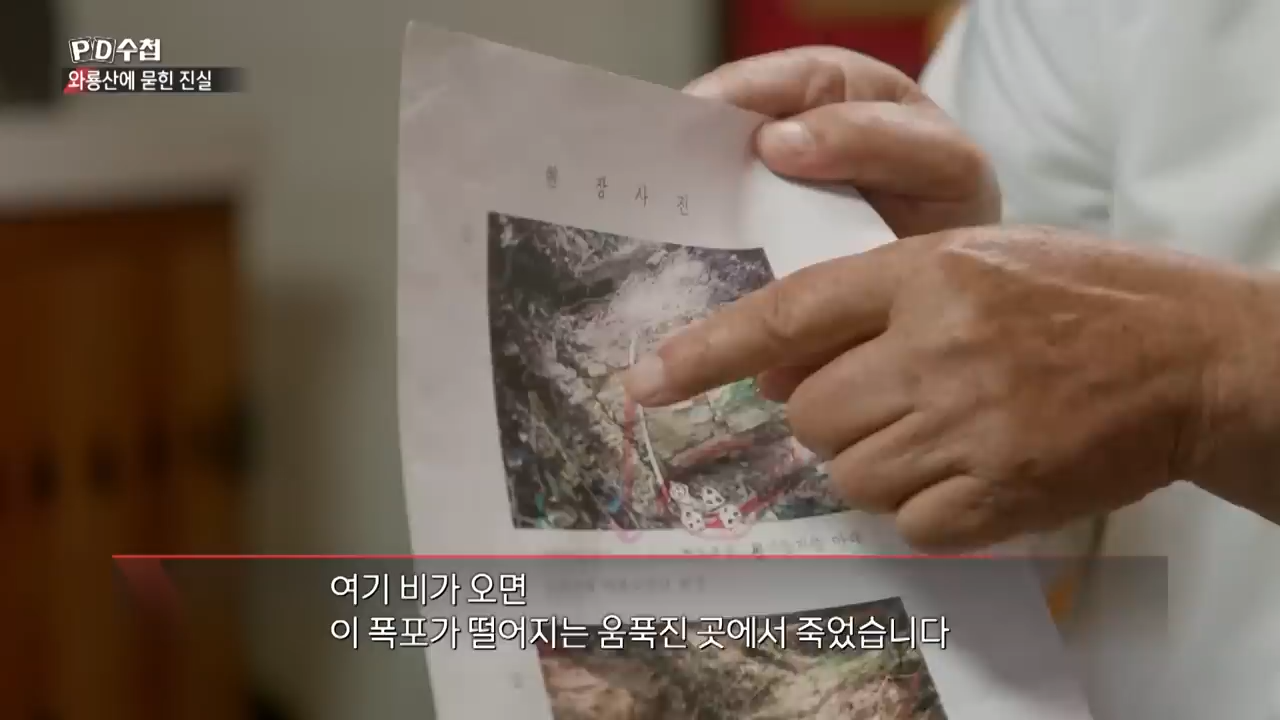 PD수첩
와룡산에 묻힌 진실
현 장 사 진
여기 비가 오면
이 폭포가 떨어지는 움푹진 곳에서 죽었습니다